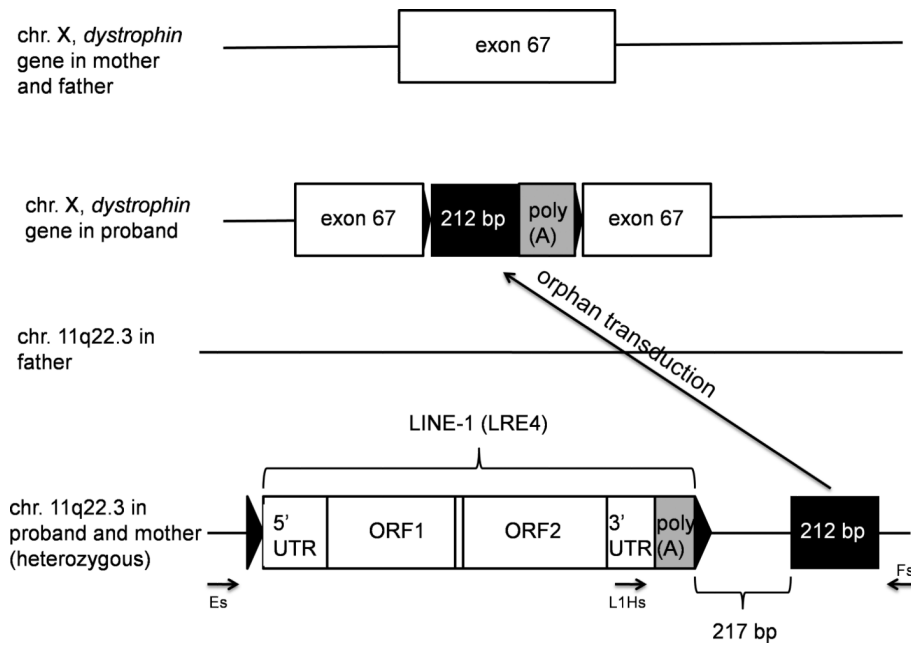 chr. X, dystrophin
gene in mother
and father
exon 67
chr. X, dystrophin
gene in proband
exon 67
212 bp
poly
(A)
exon 67
orphan transduction
chr. 11q22.3 in
father
LINE-1 (LRE4)
chr. 11q22.3 in
proband and mother
(heterozygous)
5'
UTR
ORF1
ORF2
3'
UTR
poly
(A)
212 bp
Es
L1Hs
Fs
217 bp